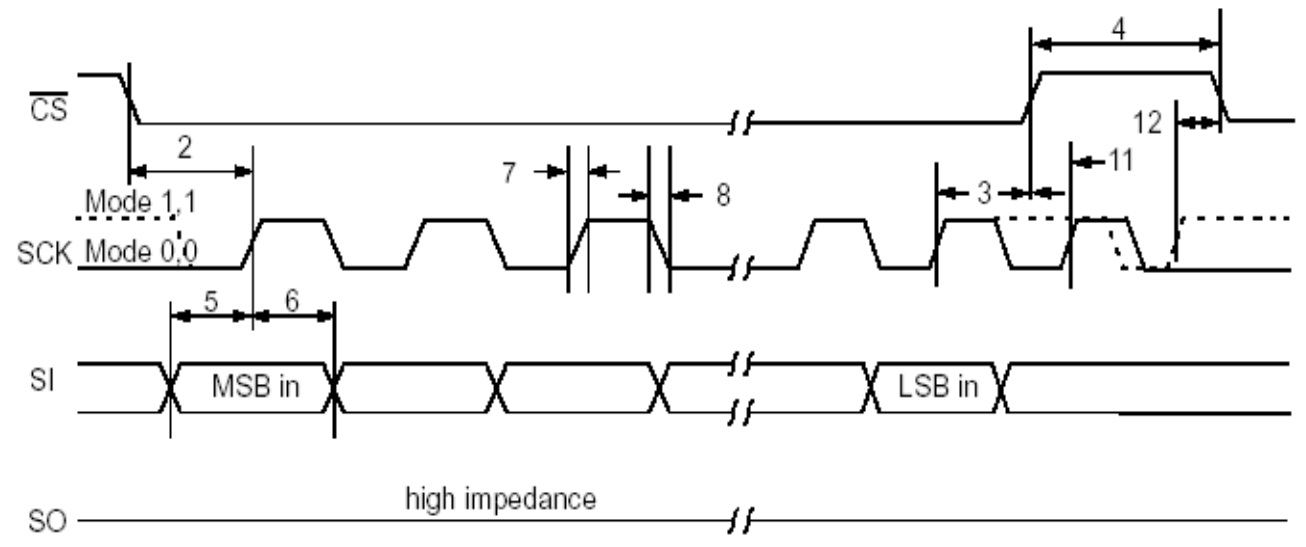 4
CS
12
2
7
8
3
11
Mode 1,1
SCK Mode 0,0
5 6
SI MSB in LSB in
high impedance
SO